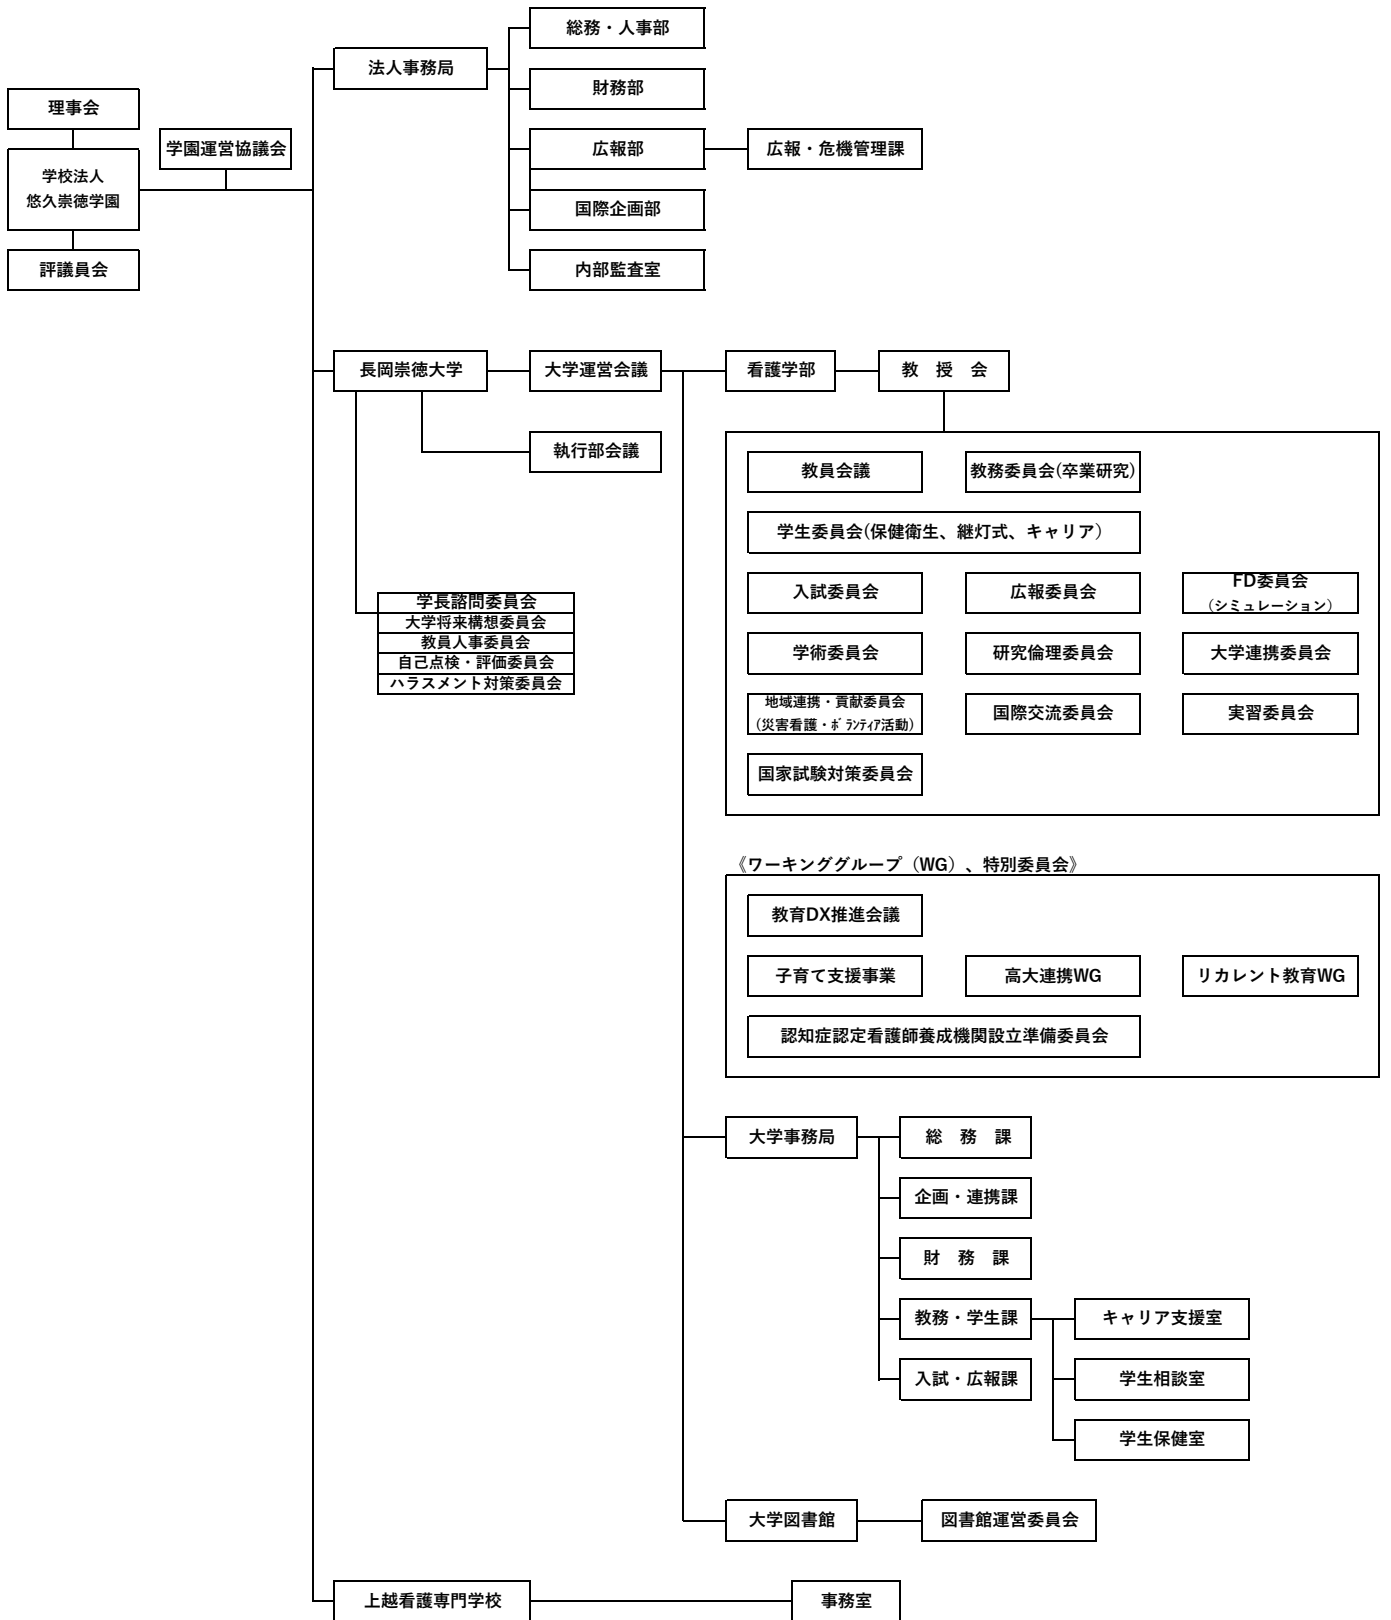 総務・人事部
法人事務局
財務部
理事会
学園運営協議会
広報部
広報・危機管理課
学校法人
悠久崇徳学園
国際企画部
評議員会
内部監査室
長岡崇徳大学
大学運営会議
看護学部
教　授　会
執行部会議
教員会議
教務委員会(卒業研究)
学生委員会(保健衛生、継灯式、キャリア）
学長諮問委員会
大学将来構想委員会
教員人事委員会
自己点検・評価委員会
ハラスメント対策委員会
入試委員会
広報委員会
FD委員会
（シミュレーション）
学術委員会
研究倫理委員会
大学連携委員会
地域連携・貢献委員会
(災害看護・ﾎﾞﾗﾝﾃｨｱ活動)
国際交流委員会
実習委員会
国家試験対策委員会
《ワーキンググループ（WG）、特別委員会》
教育DX推進会議
子育て支援事業
高大連携WG
リカレント教育WG
認知症認定看護師養成機関設立準備委員会
大学事務局
総　務　課
企画・連携課
財　務　課
教務・学生課
キャリア支援室
入試・広報課
学生相談室
学生保健室
大学図書館
図書館運営委員会
上越看護専門学校
事務室